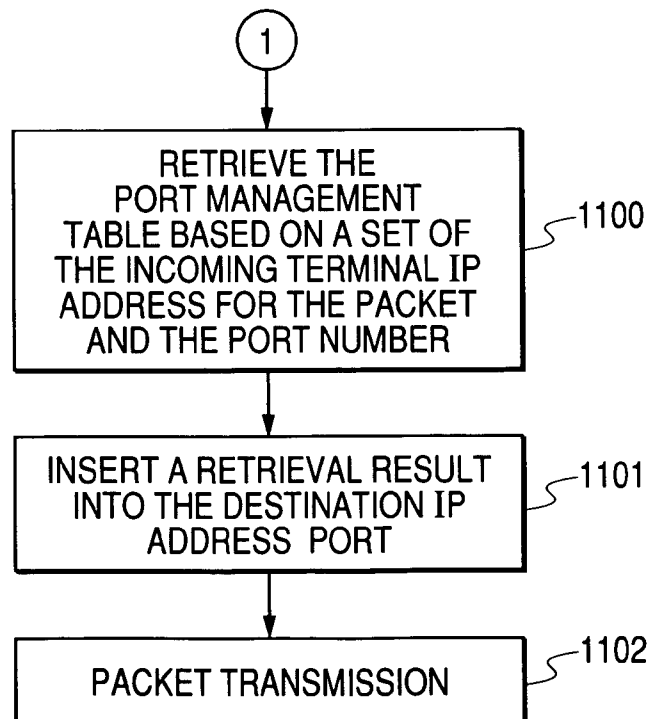 1
RETRIEVE THE
PORT MANAGEMENT
TABLE BASED ON A SET OF
THE INCOMING TERMINAL IP
ADDRESS FOR THE PACKET
AND THE PORT NUMBER
1100
INSERT A RETRIEVAL RESULT
INTO THE DESTINATION IP
ADDRESS PORT
1101
PACKET TRANSMISSION
1102